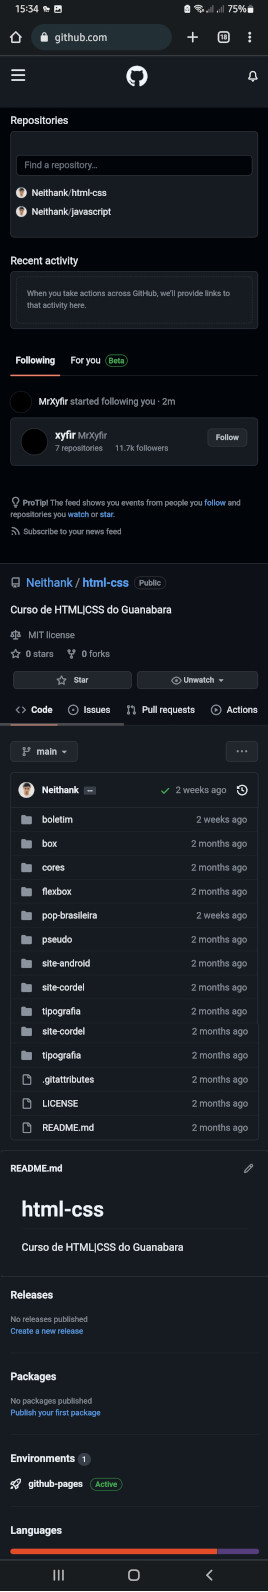 15:34 75%
github.com 18
Repositories
Find a repository...
Neithank/html-css
Neithank/javascript
Recent activity
When you take actions across GitHub, we'll provide links to
that activity here.
Following For you Beta
MrXyfir started following you · 2m
xyfir MrXyfir
7 repositories 11.7k followers
Follow
ProTip! The feed shows you events from people you follow and
repositories you watch or star.
Subscribe to your news feed
Neithank / html-css Public
Curso de HTML|CSS do Guanabara
MIT license
0 stars 0 forks
Star Unwatch
Code Issues Pull requests Actions
main ...
Neithank ... 2 weeks ago
boletim 2 weeks ago
box 2 months ago
cores 2 months ago
flexbox 2 months ago
pop-brasileira 2 weeks ago
pseudo 2 months ago
site-android 2 months ago
site-cordel 2 months ago
tipografia 2 months ago
site-cordel 2 months ago
tipografia 2 months ago
.gitattributes 2 months ago
LICENSE 2 months ago
README.md 2 months ago
README.md
html-css
Curso de HTML|CSS do Guanabara
Releases
No releases published
Create a new release
Packages
No packages published
Publish your first package
Environments 1
github-pages Active
Languages